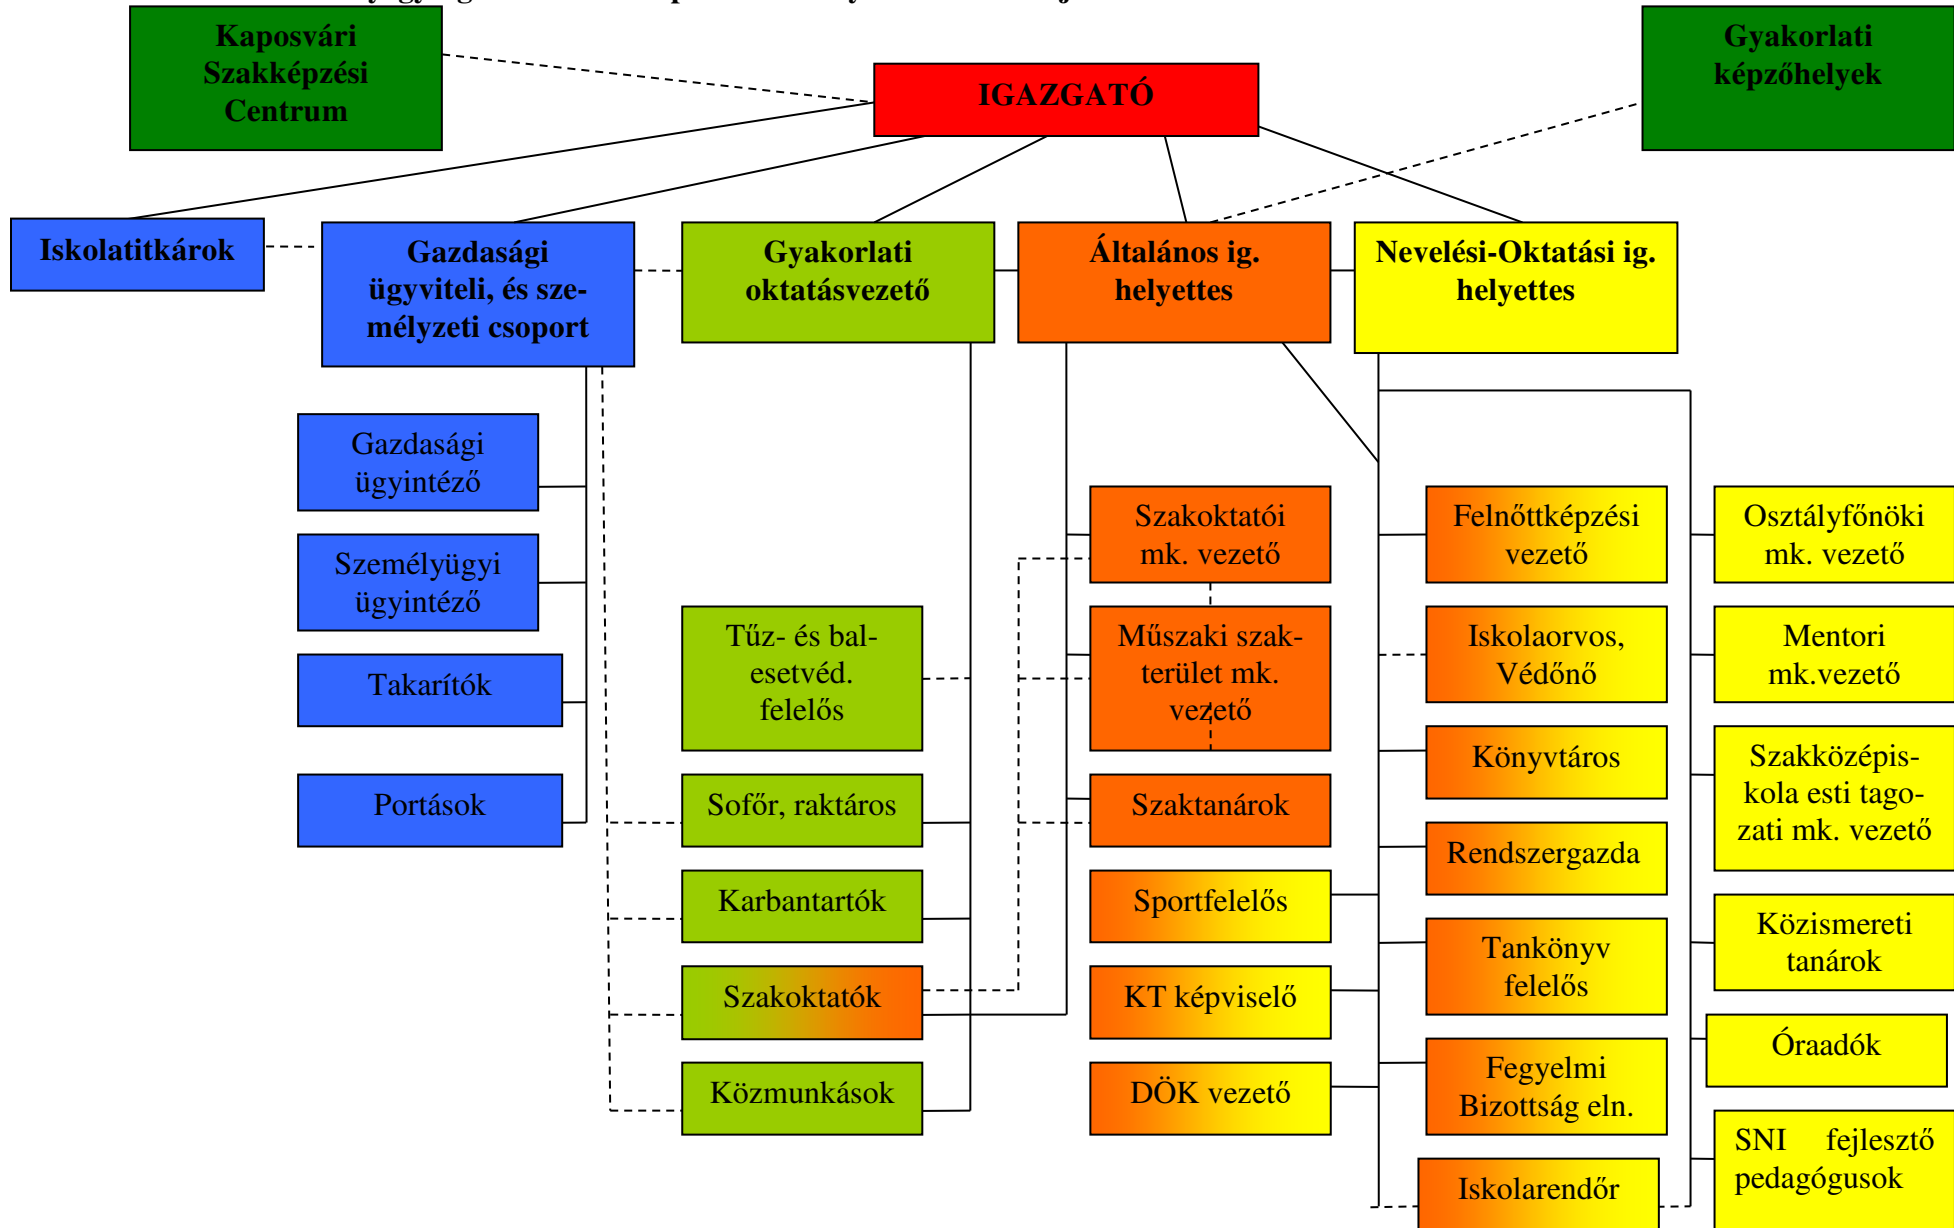 Kaposvári
Szakképzési
Centrum
IGAZGATÓ
Gyakorlati
képzőhelyek
Iskolatitkárok
Gazdasági
ügyviteli, és sze-
mélyzeti csoport
Gyakorlati
oktatásvezető
Általános ig.
helyettes
Nevelési-Oktatási ig.
helyettes
Gazdasági
ügyintéző
Személyügyi
ügyintéző
Takarítók
Portások
Tűz- és bal-
esetvéd.
felelős
Sofőr, raktáros
Karbantartók
Szakoktatók
Közmunkások
Szakoktatói
mk. vezető
Műszaki szak-
terület mk.
vezető
Szaktanárok
Sportfelelős
KT képviselő
DÖK vezető
Felnőttképzési
vezető
Iskolaorvos,
Védőnő
Könyvtáros
Rendszergazda
Tankönyv
felelős
Fegyelmi
Bizottság eln.
Iskolarendőr
Osztályfőnöki
mk. vezető
Mentori
mk.vezető
Szakközépis-
kola esti tago-
zati mk. vezető
Közismereti
tanárok
Óraadók
SNI fejlesztő
pedagógusok